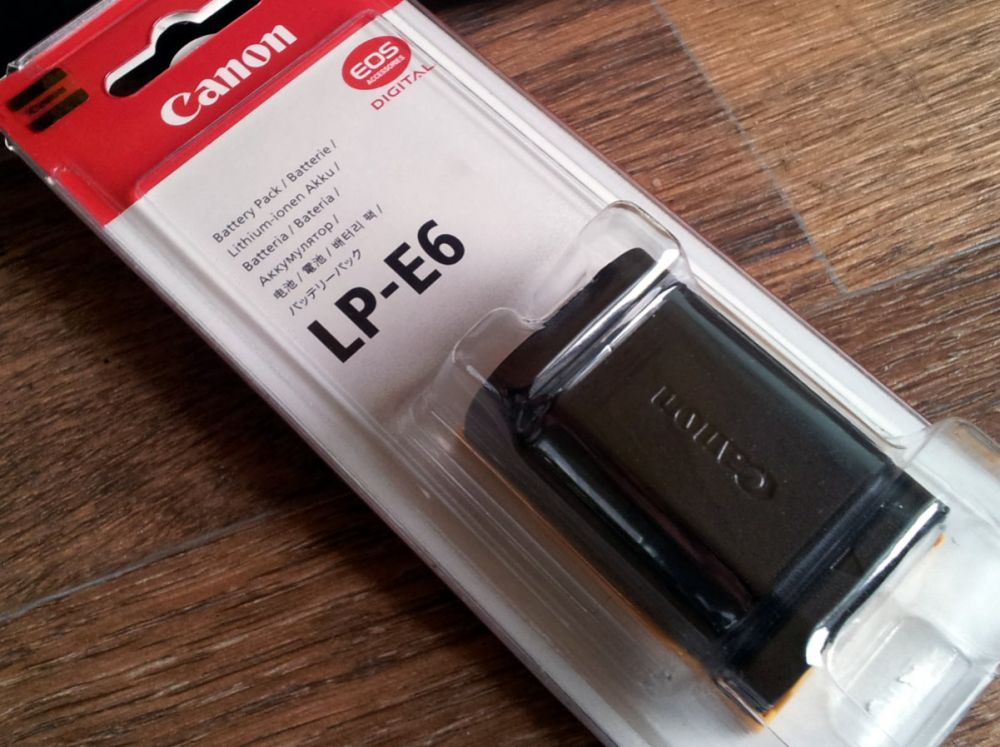 Canon
EOS
ACCESSORIES
DIGITAL
Battery Pack / Batterie /
Lithium-ionen Akku /
Batteria / Bateria /
Аккумулятор /
电池 / 電池 / 배터리 팩 /
バッテリーパック
LP-E6
Canon